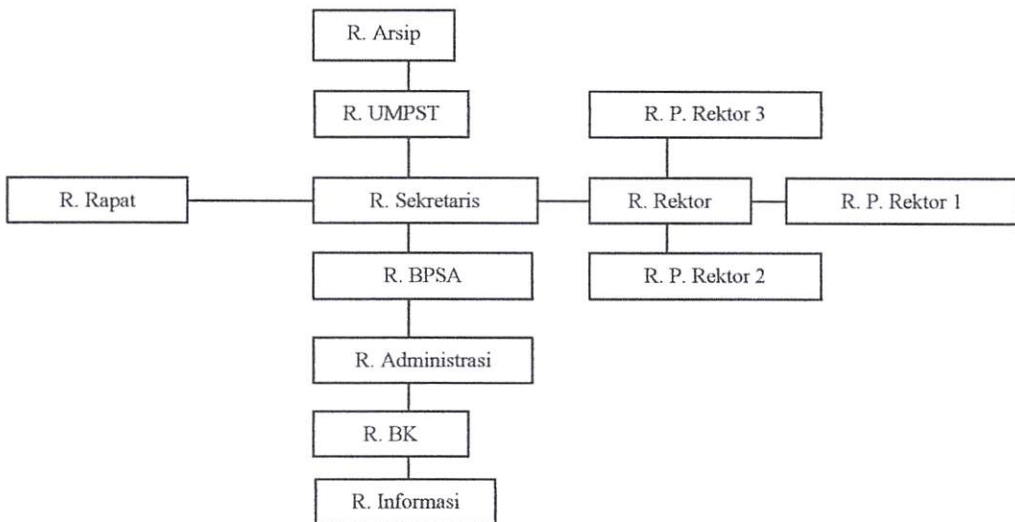 R. Arsip
R. UMPST
R. P. Rektor 3
R. Rapat
R. Sekretaris
R. Rektor
R. P. Rektor 1
R. BPSA
R. P. Rektor 2
R. Administrasi
R. BK
R. Informasi